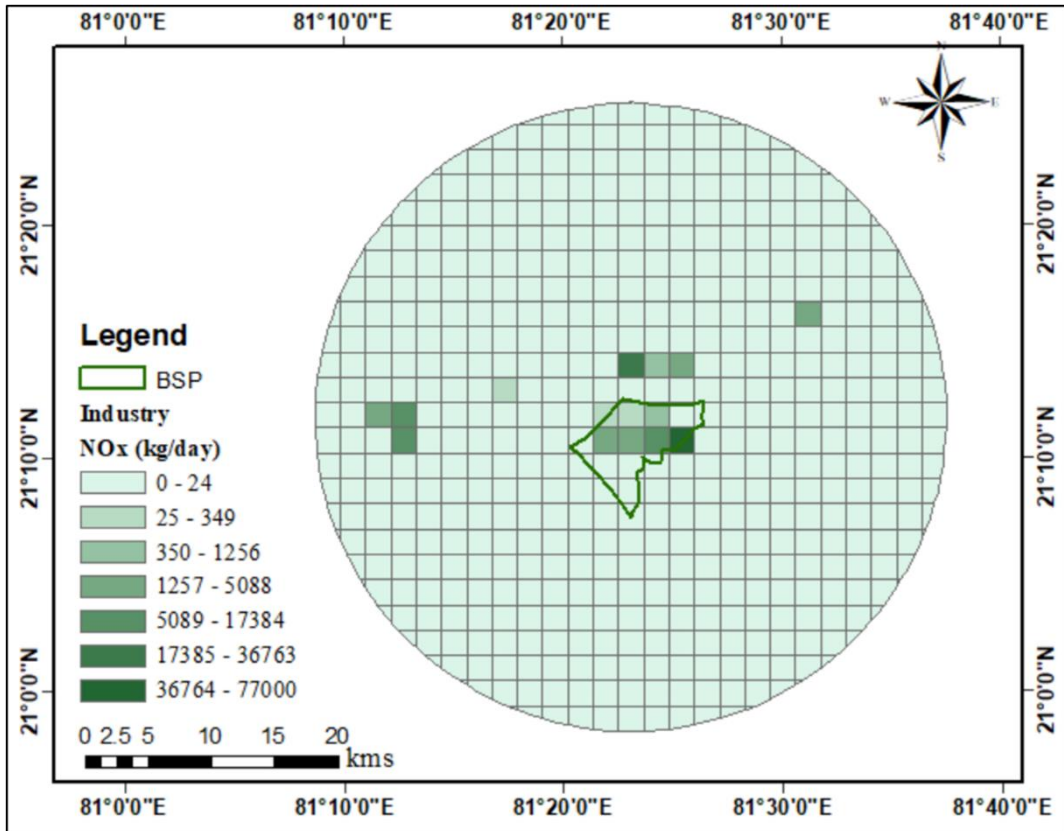 81°0'0"E 81°10'0"E 81°20'0"E 81°30'0"E 81°40'0"E
N
W E
S
21°20'0"N 21°20'0"N
21°10'0"N 21°10'0"N
21°0'0"N 21°0'0"N
Legend
BSP
Industry
NOx (kg/day)
0 - 24
25 - 349
350 - 1256
1257 - 5088
5089 - 17384
17385 - 36763
36764 - 77000
0 2.5 5 10 15 20
kms
81°0'0"E 81°10'0"E 81°20'0"E 81°30'0"E 81°40'0"E